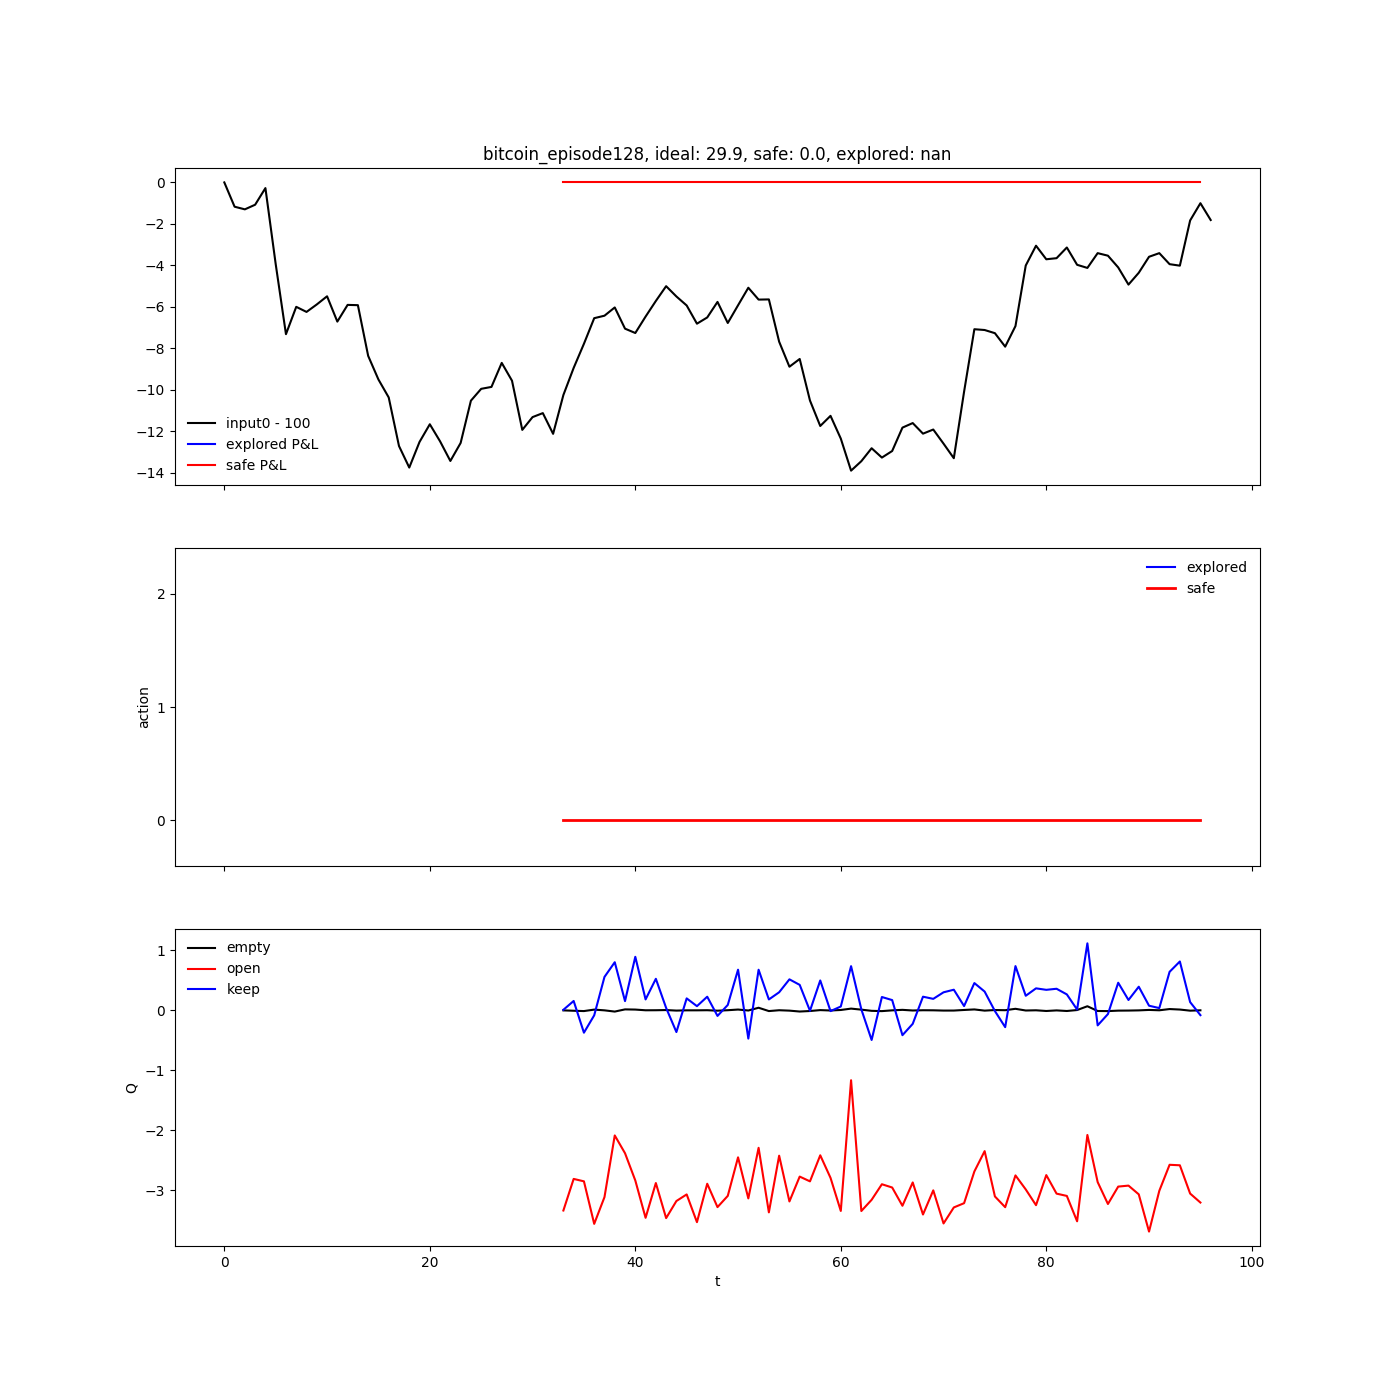 bitcoin_episode128, ideal: 29.9, safe: 0.0, explored: nan
0
−2
−4
−6
−8
−10
−12
−14
input0 - 100
explored P&L
safe P&L
action
2
1
0
explored
safe
Q
1
0
−1
−2
−3
empty
open
keep
0
20
40
60
80
100
t